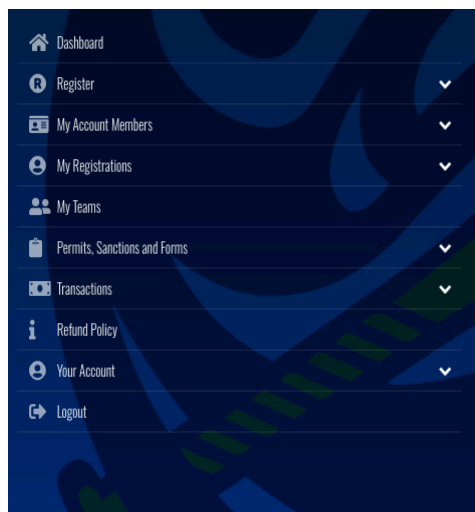 Dashboard
Register
My Account Members
My Registrations
My Teams
Permits, Sanctions and Forms
Transactions
Refund Policy
Your Account
Logout